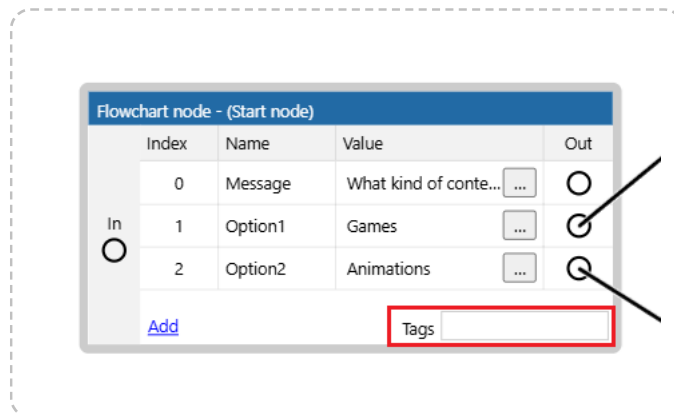 Flowchart node - (Start node)
Index Name Value Out
0 Message What kind of conte... ...
In
1 Option1 Games ...
2 Option2 Animations ...
Add Tags